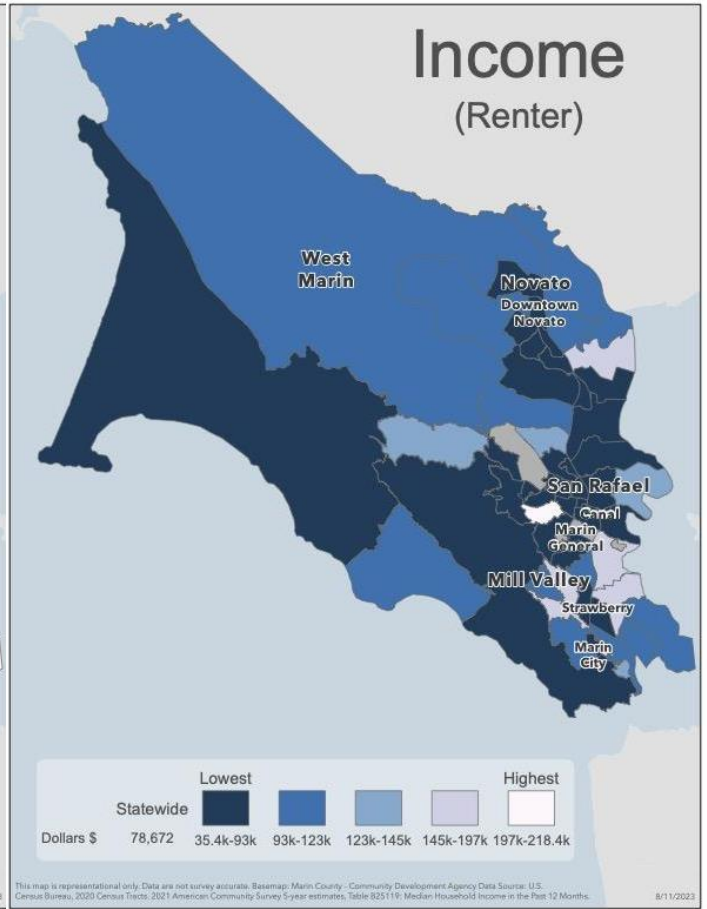 Income
(Renter)
West
Marin
Novato
Downtown
Novato
San Rafael
Canal
Marin
General
Mill Valley
Strawberry
Marin
City
Lowest
Highest
Statewide
Dollars $ 78,672 35.4k-93k 93k-123k 123k-145k 145k-197k 197k-218.4k
This map is representational only. Data are not survey accurate. Basemap: Marin County - Community Development Agency Data Source: U.S.
Census Bureau, 2020 Census Tracts. 2021 American Community Survey 5-year estimates, Table B25119: Median Household Income in the Past 12 Months.
8/11/2023